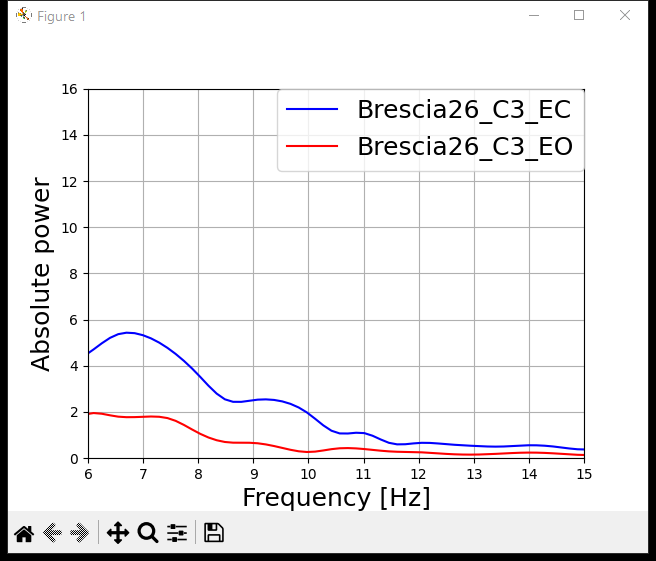 Figure 1
Brescia26_C3_EC
Brescia26_C3_EO
Absolute power
16
14
12
10
8
6
4
2
0
6 7 8 9 10 11 12 13 14 15
Frequency [Hz]